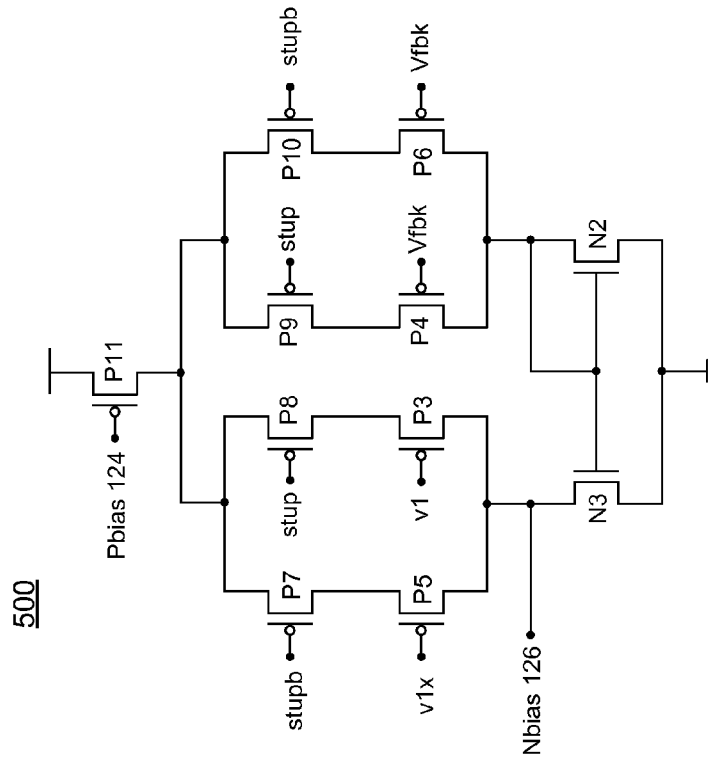 500
Pbias 124
P11
stupb
P7
stup
P8
P9
stup
P10
stupb
v1x
P5
v1
P3
P4
Vfbk
P6
Vfbk
Nbias 126
N3
N2